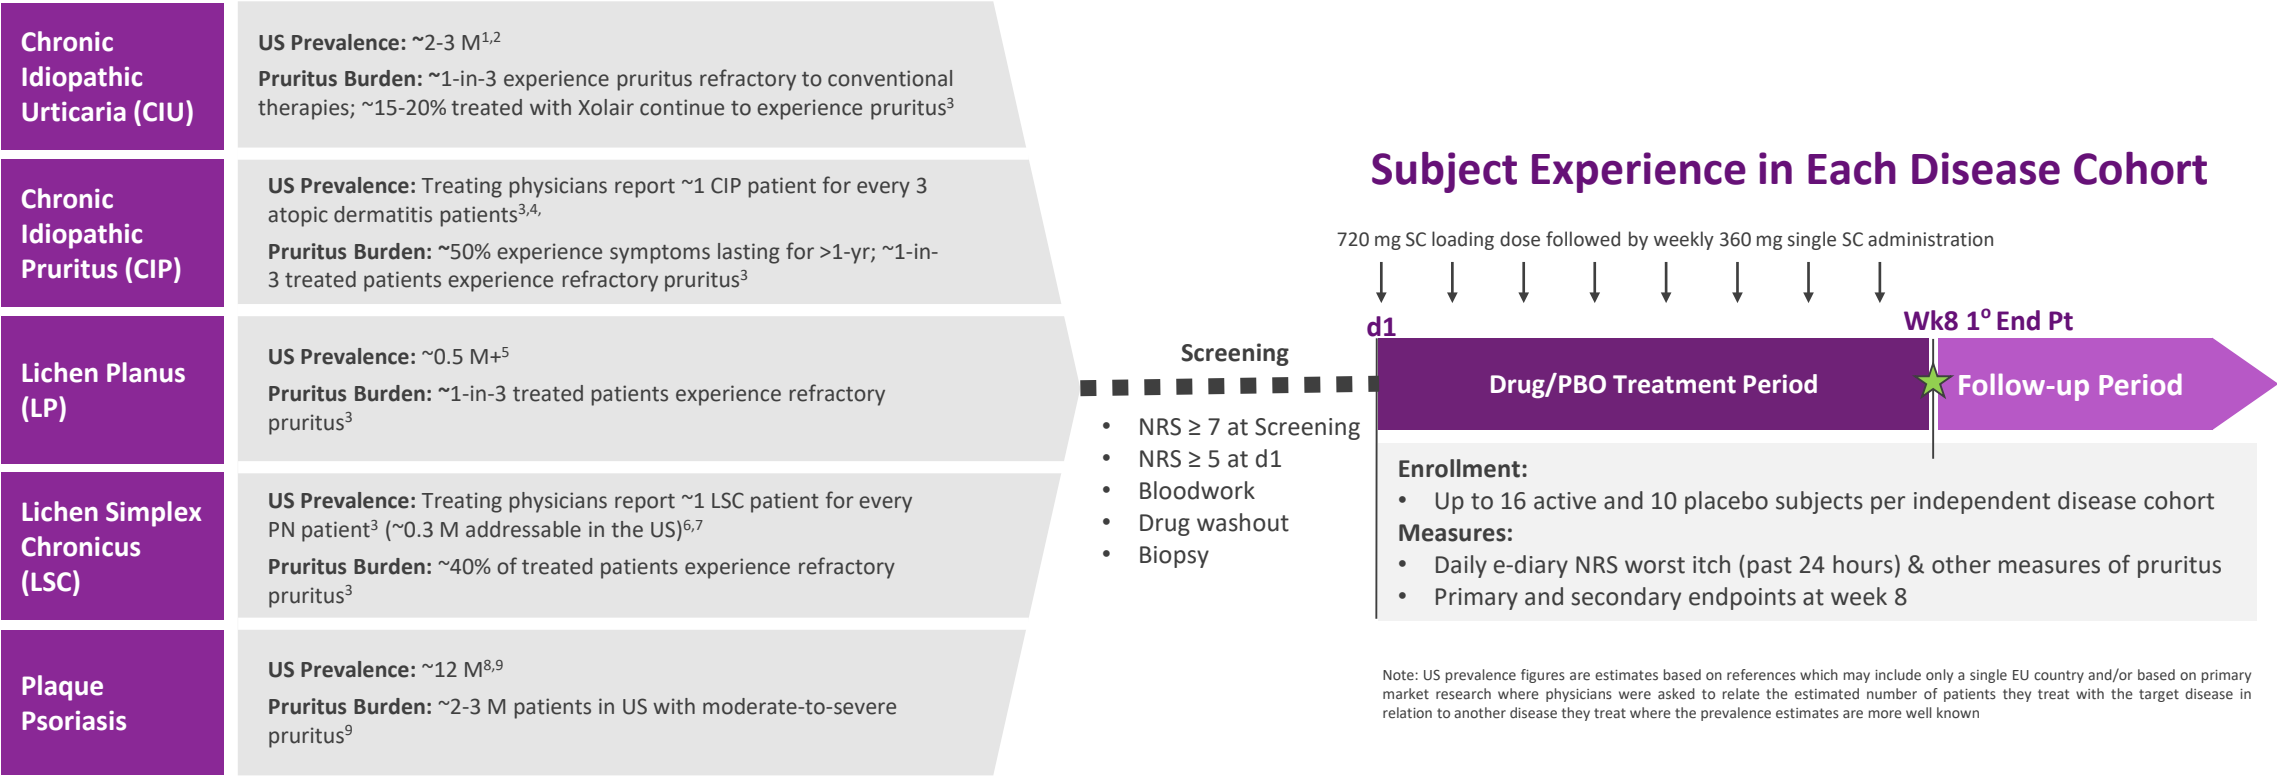 Chronic
Idiopathic
Urticaria (CIU)
US Prevalence: ~2-3 M1,2
Pruritus Burden: ~1-in-3 experience pruritus refractory to conventional
therapies; ~15-20% treated with Xolair continue to experience pruritus3
Chronic
Idiopathic
Pruritus (CIP)
US Prevalence: Treating physicians report ~1 CIP patient for every 3
atopic dermatitis patients3,4,
Pruritus Burden: ~50% experience symptoms lasting for >1-yr; ~1-in-
3 treated patients experience refractory pruritus3
Lichen Planus
(LP)
US Prevalence: ~0.5 M+5
Pruritus Burden: ~1-in-3 treated patients experience refractory
pruritus3
Lichen Simplex
Chronicus
(LSC)
US Prevalence: Treating physicians report ~1 LSC patient for every
PN patient3 (~0.3 M addressable in the US)6,7
Pruritus Burden: ~40% of treated patients experience refractory
pruritus3
Plaque
Psoriasis
US Prevalence: ~12 M8,9
Pruritus Burden: ~2-3 M patients in US with moderate-to-severe
pruritus9
Screening
• NRS ≥ 7 at Screening
• NRS ≥ 5 at d1
• Bloodwork
• Drug washout
• Biopsy
Subject Experience in Each Disease Cohort
720 mg SC loading dose followed by weekly 360 mg single SC administration
d1
Wk8 1° End Pt
Drug/PBO Treatment Period
Follow-up Period
Enrollment:
• Up to 16 active and 10 placebo subjects per independent disease cohort
Measures:
• Daily e-diary NRS worst itch (past 24 hours) & other measures of pruritus
• Primary and secondary endpoints at week 8
Note: US prevalence figures are estimates based on references which may include only a single EU country and/or based on primary
market research where physicians were asked to relate the estimated number of patients they treat with the target disease in
relation to another disease they treat where the prevalence estimates are more well known